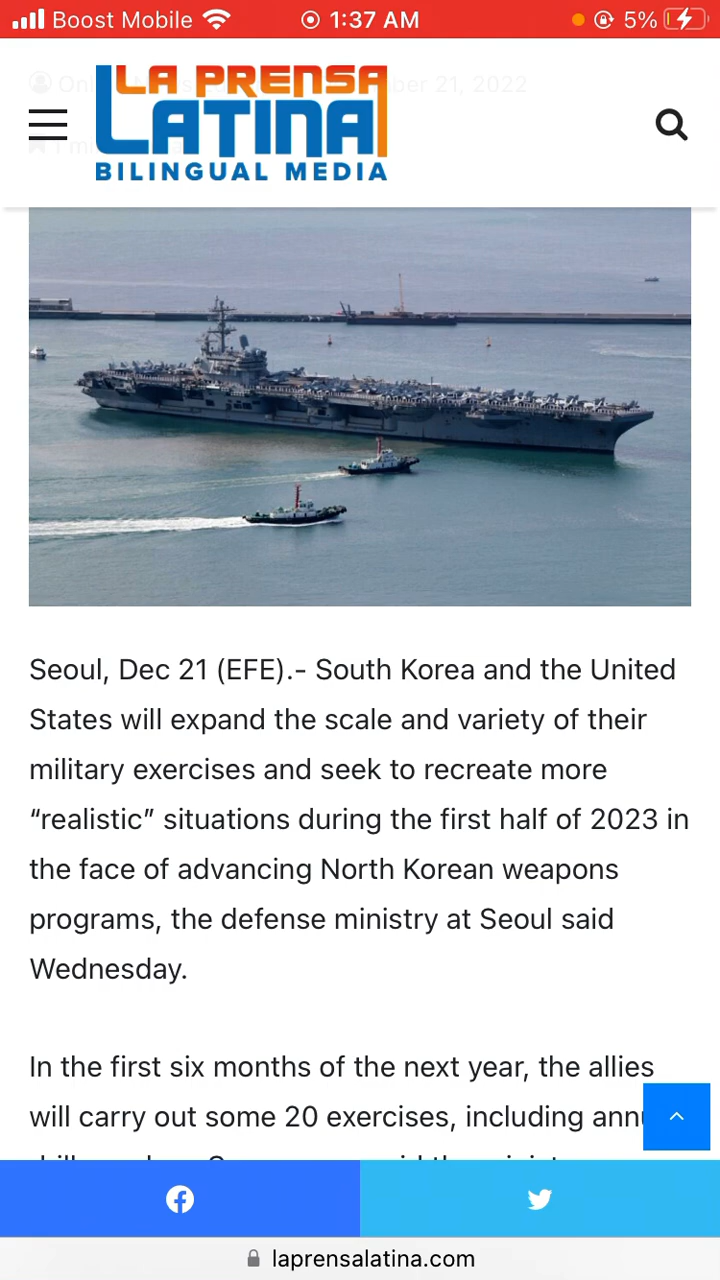 Boost Mobile 1:37 AM 5%
ber 21, 2022
LA PRENSA
LATINA
BILINGUAL MEDIA
Seoul, Dec 21 (EFE).- South Korea and the United
States will expand the scale and variety of their
military exercises and seek to recreate more
“realistic” situations during the first half of 2023 in
the face of advancing North Korean weapons
programs, the defense ministry at Seoul said
Wednesday.
In the first six months of the next year, the allies
will carry out some 20 exercises, including annu
laprensalatina.com